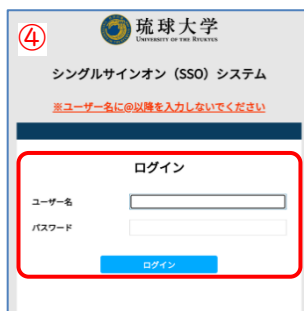 ④
琉球大学
UNIVERSITY OF THE RYUKYUS
シングルサインオン（SSO）システム
※ユーザー名に@以降を入力しないでください
ログイン
ユーザー名
パスワード
ログイン